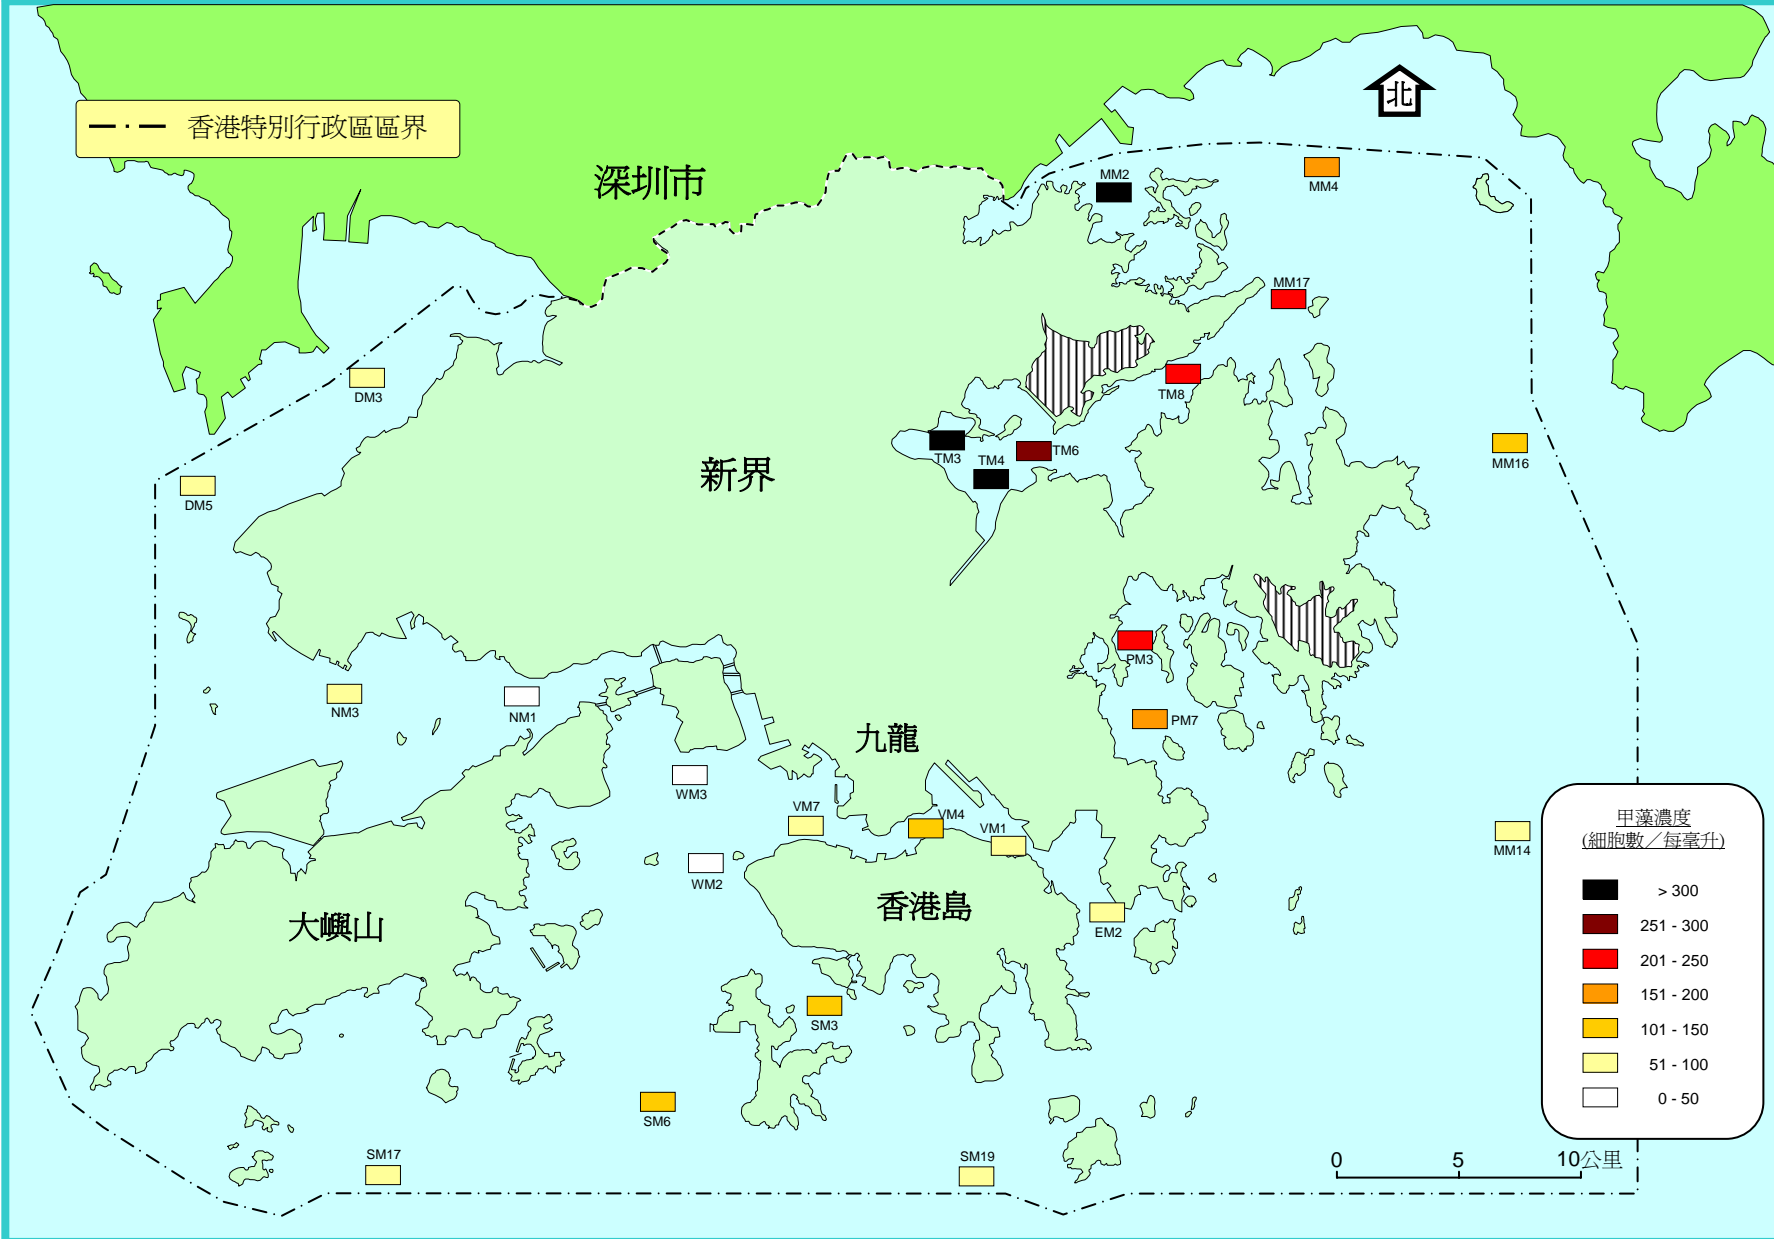 北
香港特別行政區區界
深圳市
MM2
MM4
MM17
DM3
TM8
TM3
TM4
TM6
MM16
新界
DM5
PM3
NM3
NM1
PM7
九龍
WM3
VM7
VM4
VM1
MM14
WM2
大嶼山
香港島
EM2
SM3
SM6
SM17
SM19
甲藻濃度
(細胞數／每毫升)
> 300
251 - 300
201 - 250
151 - 200
101 - 150
51 - 100
0 - 50
0 5 10公里